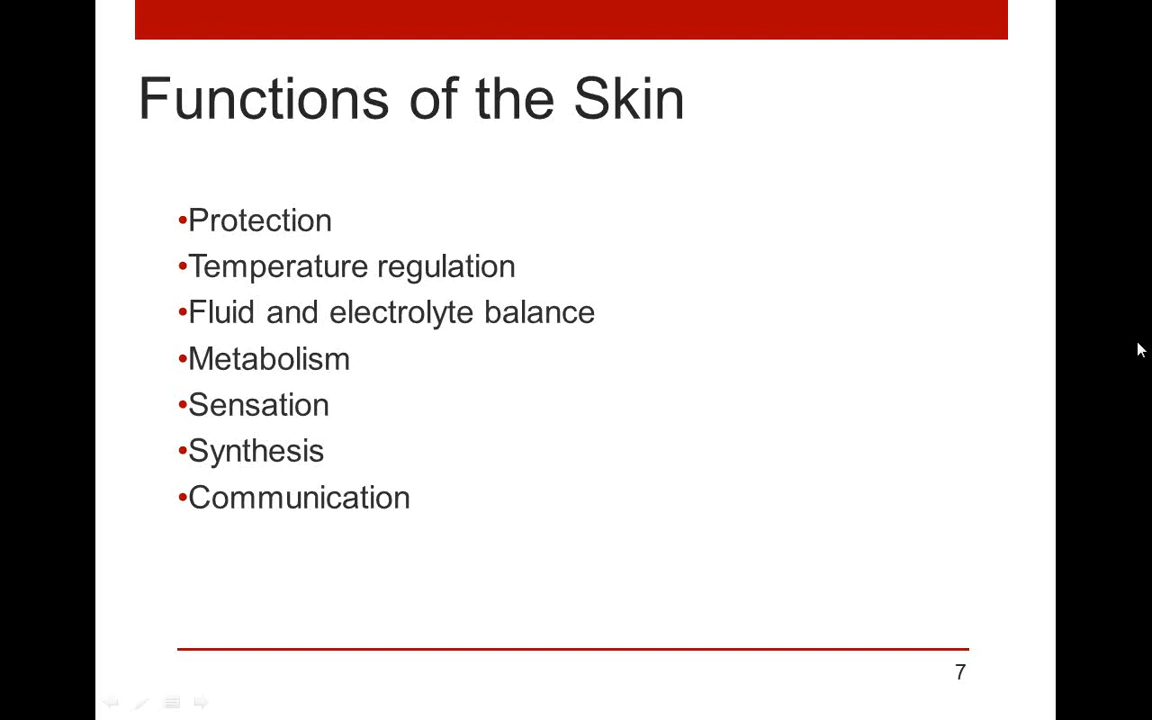 Functions of the Skin
•Protection
•Temperature regulation
•Fluid and electrolyte balance
•Metabolism
•Sensation
•Synthesis
•Communication
7